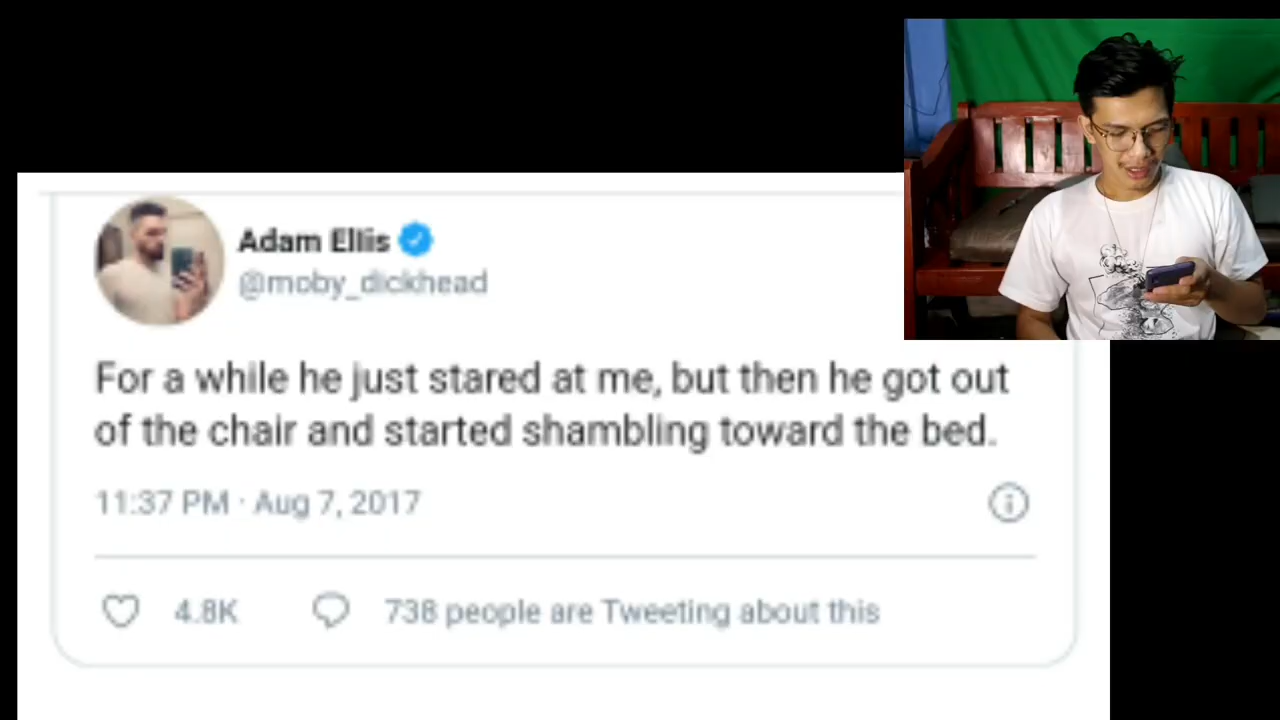 Adam Ellis
@moby_dickhead
For a while he just stared at me, but then he got out
of the chair and started shambling toward the bed.
11:37 PM · Aug 7, 2017
4.8K 738 people are Tweeting about this